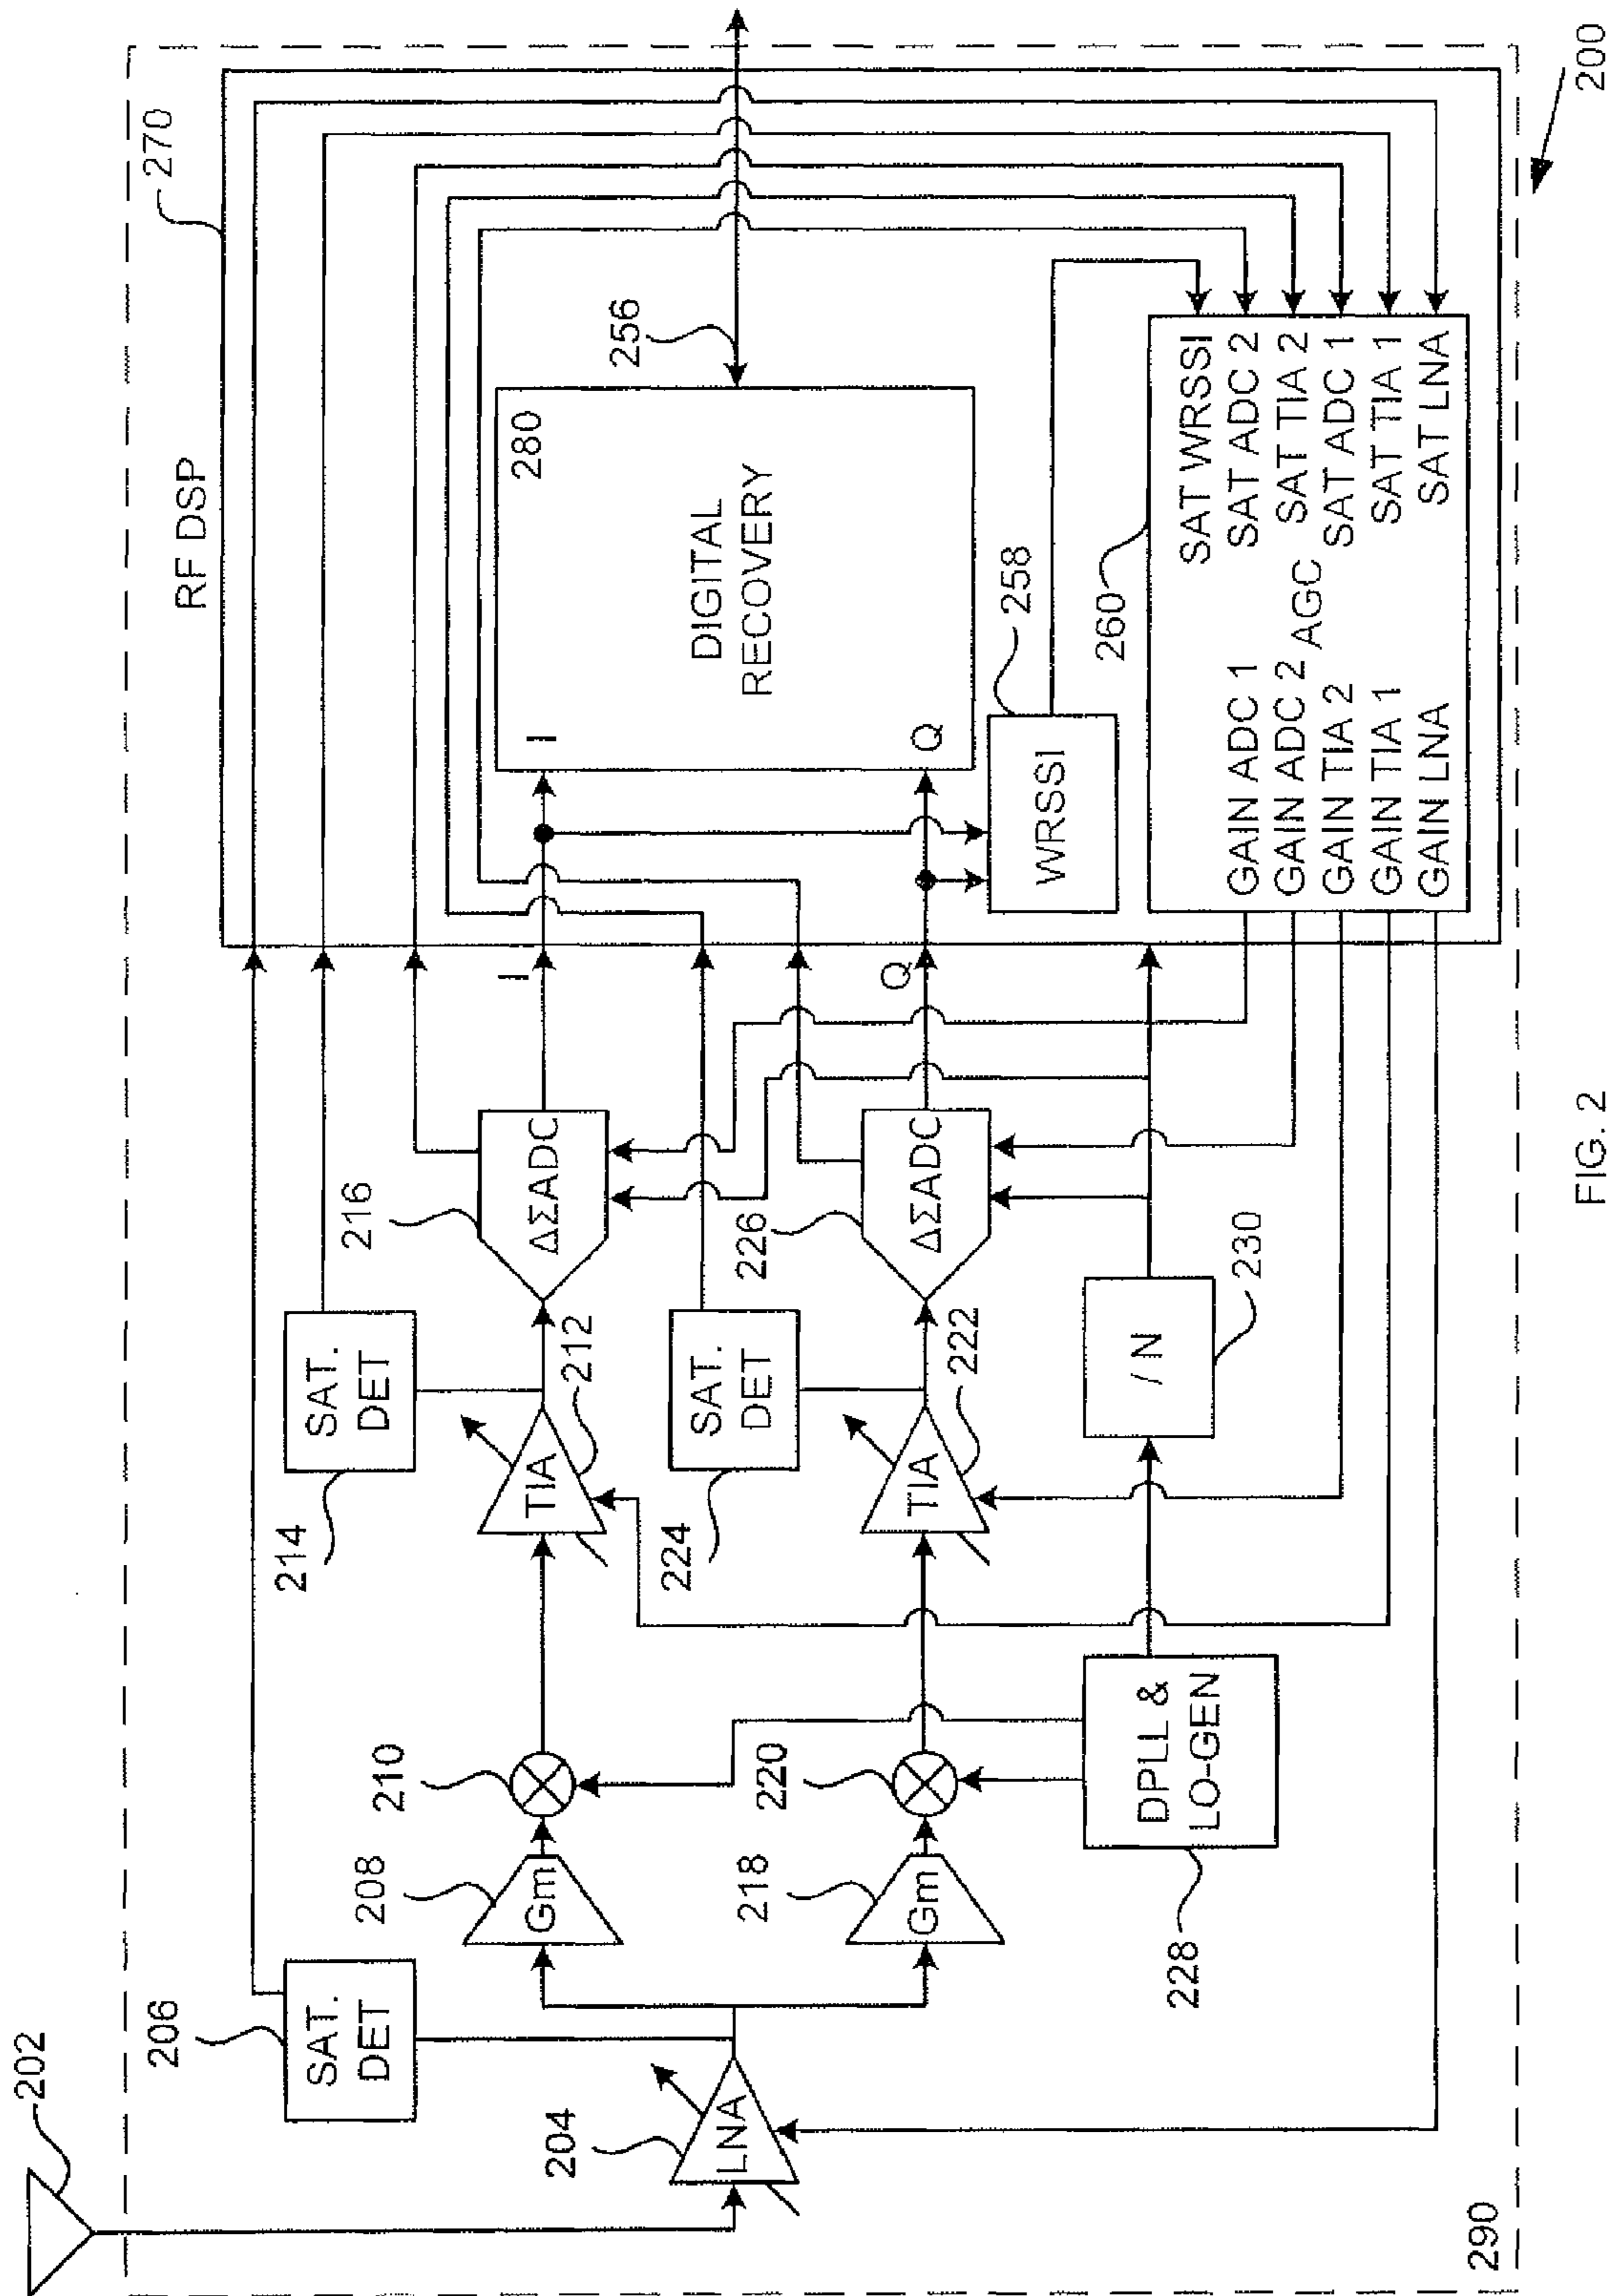 202
206
SAT.
DET
204
LNA
208
Gm
218
Gm
210
220
228
DPLL &
LO-GEN
214
SAT.
DET
212
TIA
224
SAT.
DET
222
TIA
/ N
230
216
ΔΣADC
226
ΔΣADC
I
Q
RF DSP
270
I
Q
280
DIGITAL
RECOVERY
256
WRSSI
258
260
GAIN ADC 1
GAIN ADC 2
GAIN TIA 2
GAIN TIA 1
GAIN LNA
AGC
SAT WRSSI
SAT ADC 2
SAT TIA 2
SAT ADC 1
SAT TIA 1
SAT LNA
290
200
FIG. 2